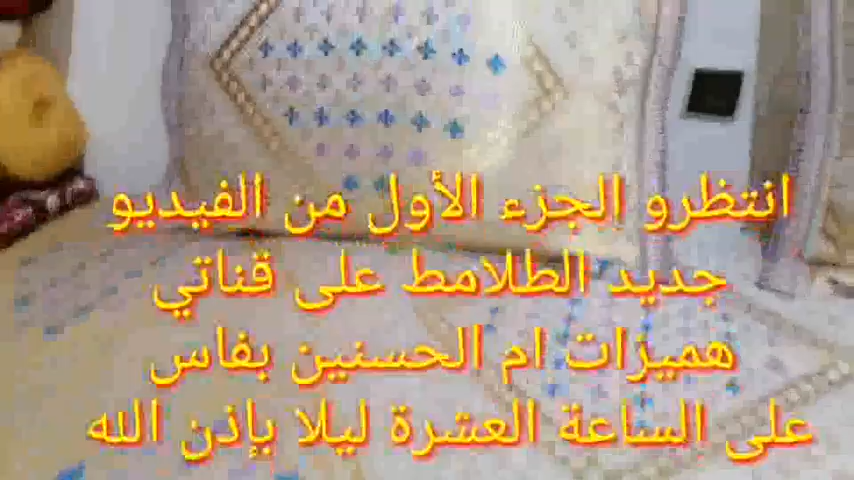 انتظرو الجزء الأول من الفيديو
جديد الطلامط على قناتي
هميزات ام الحسنين بفاس
على الساعة العشرة ليلا بإذن الله